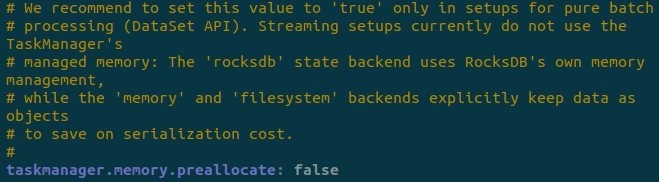 # We recommend to set this value to 'true' only in setups for pure batch
# processing (DataSet API). Streaming setups currently do not use the
TaskManager's
# managed memory: The 'rocksdb' state backend uses RocksDB's own memory
management,
# while the 'memory' and 'filesystem' backends explicitly keep data as
objects
# to save on serialization cost.
#
taskmanager.memory.preallocate: false